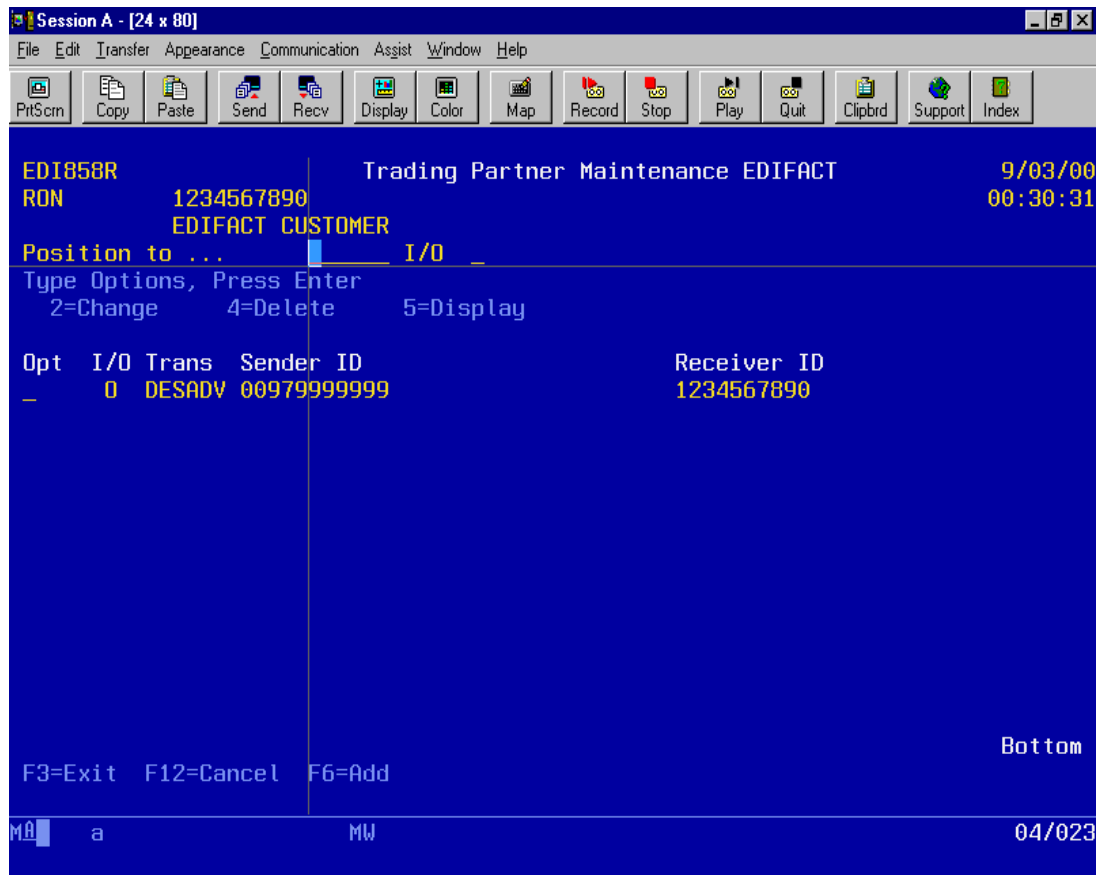 Session A - [24 x 80]
File Edit Transfer Appearance Communication Assist Window Help
PrtScrn Copy Paste Send Recv Display Color Map Record Stop Play Quit Clipbrd Support Index
EDI858R Trading Partner Maintenance EDIFACT 9/03/00
RON 1234567890 00:30:31
EDIFACT CUSTOMER
Position to ... ______ I/O _
Type Options, Press Enter
2=Change 4=Delete 5=Display
Opt I/O Trans Sender ID Receiver ID
_ O DESADV 00979999999 1234567890
Bottom
F3=Exit F12=Cancel F6=Add
MA a MW 04/023